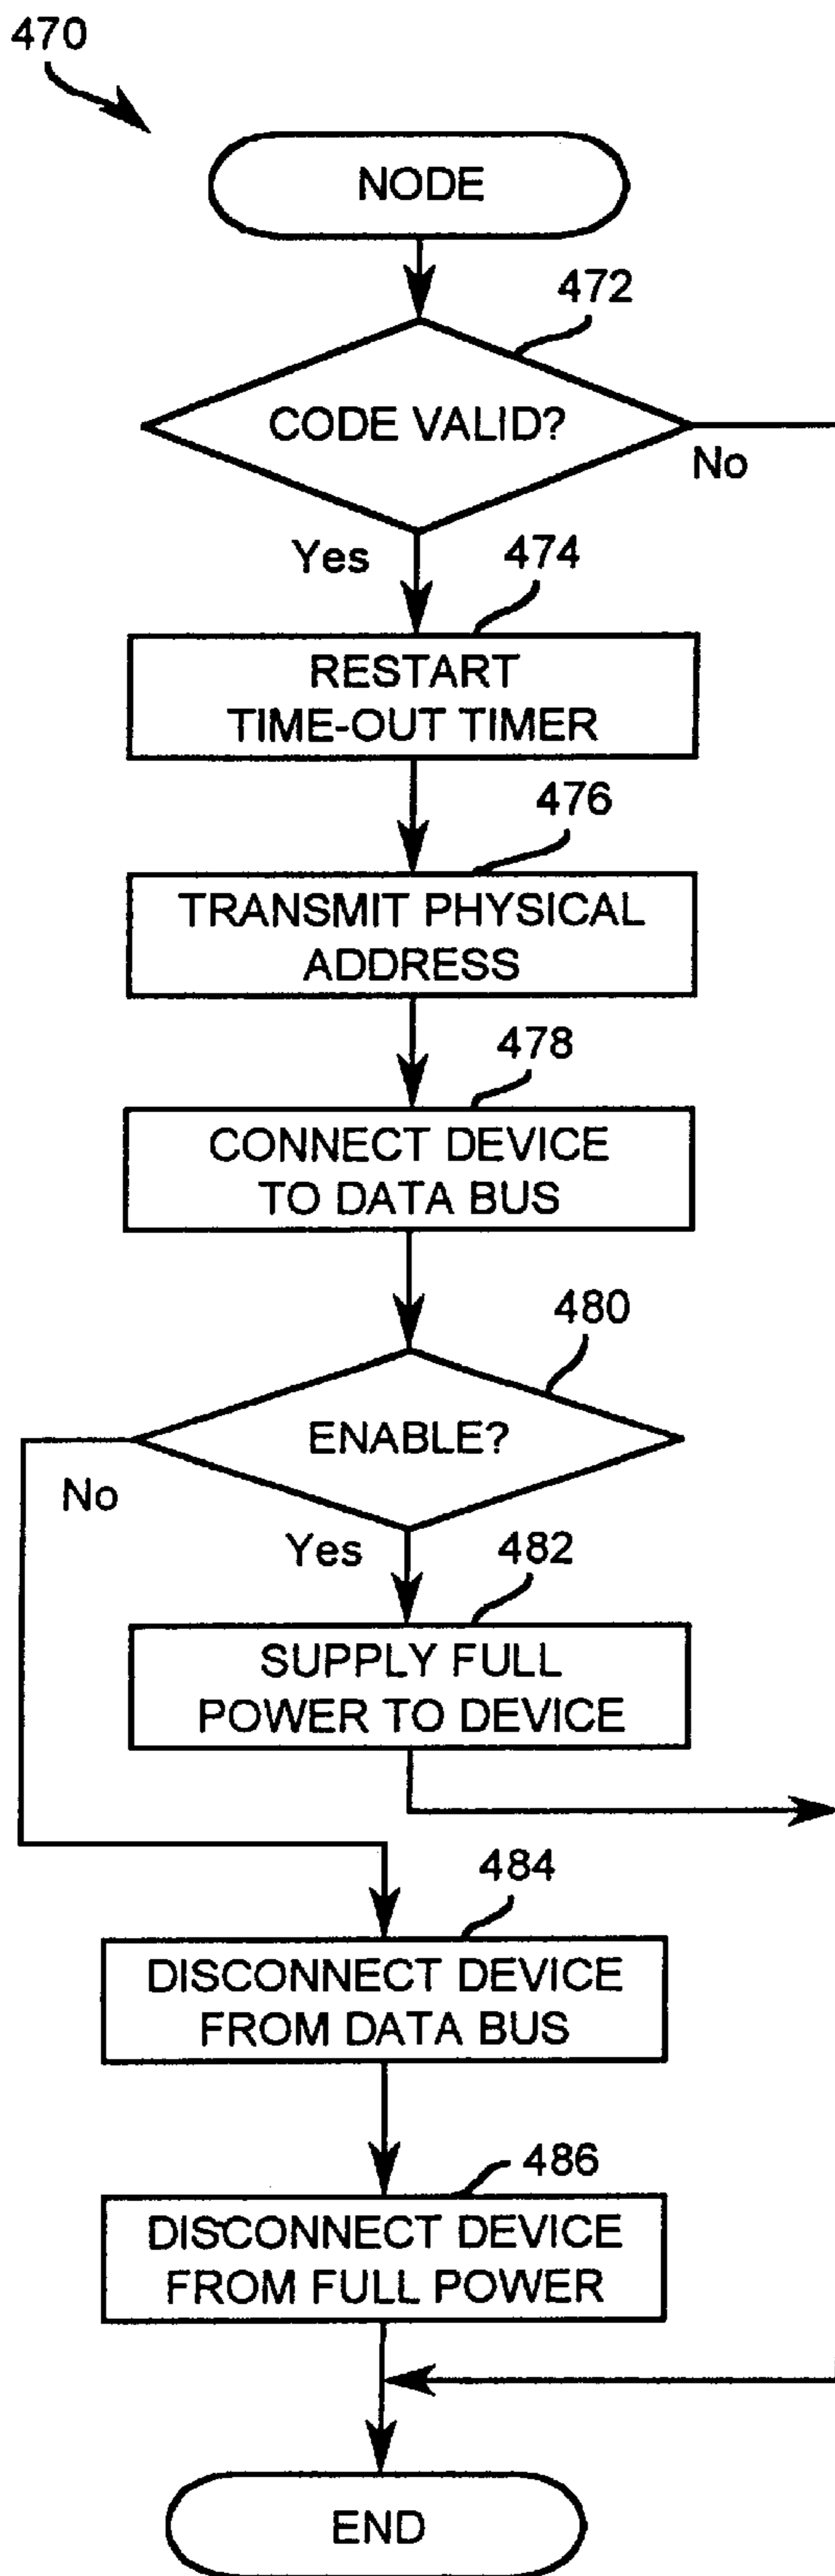 470
NODE
472
CODE VALID?
No
Yes
474
RESTART
TIME-OUT TIMER
476
TRANSMIT PHYSICAL
ADDRESS
478
CONNECT DEVICE
TO DATA BUS
480
ENABLE?
No
Yes
482
SUPPLY FULL
POWER TO DEVICE
484
DISCONNECT DEVICE
FROM DATA BUS
486
DISCONNECT DEVICE
FROM FULL POWER
END